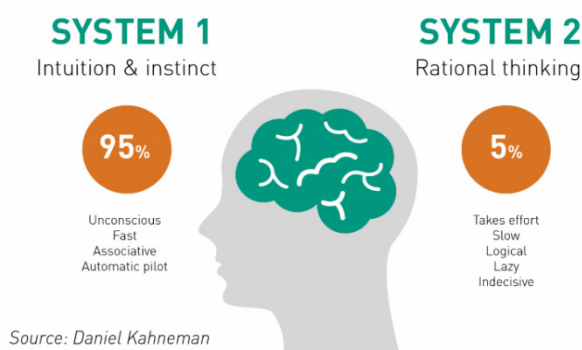 SYSTEM 1
Intuition & instinct
95%
Unconscious
Fast
Associative
Automatic pilot
SYSTEM 2
Rational thinking
5%
Takes effort
Slow
Logical
Lazy
Indecisive
Source: Daniel Kahneman